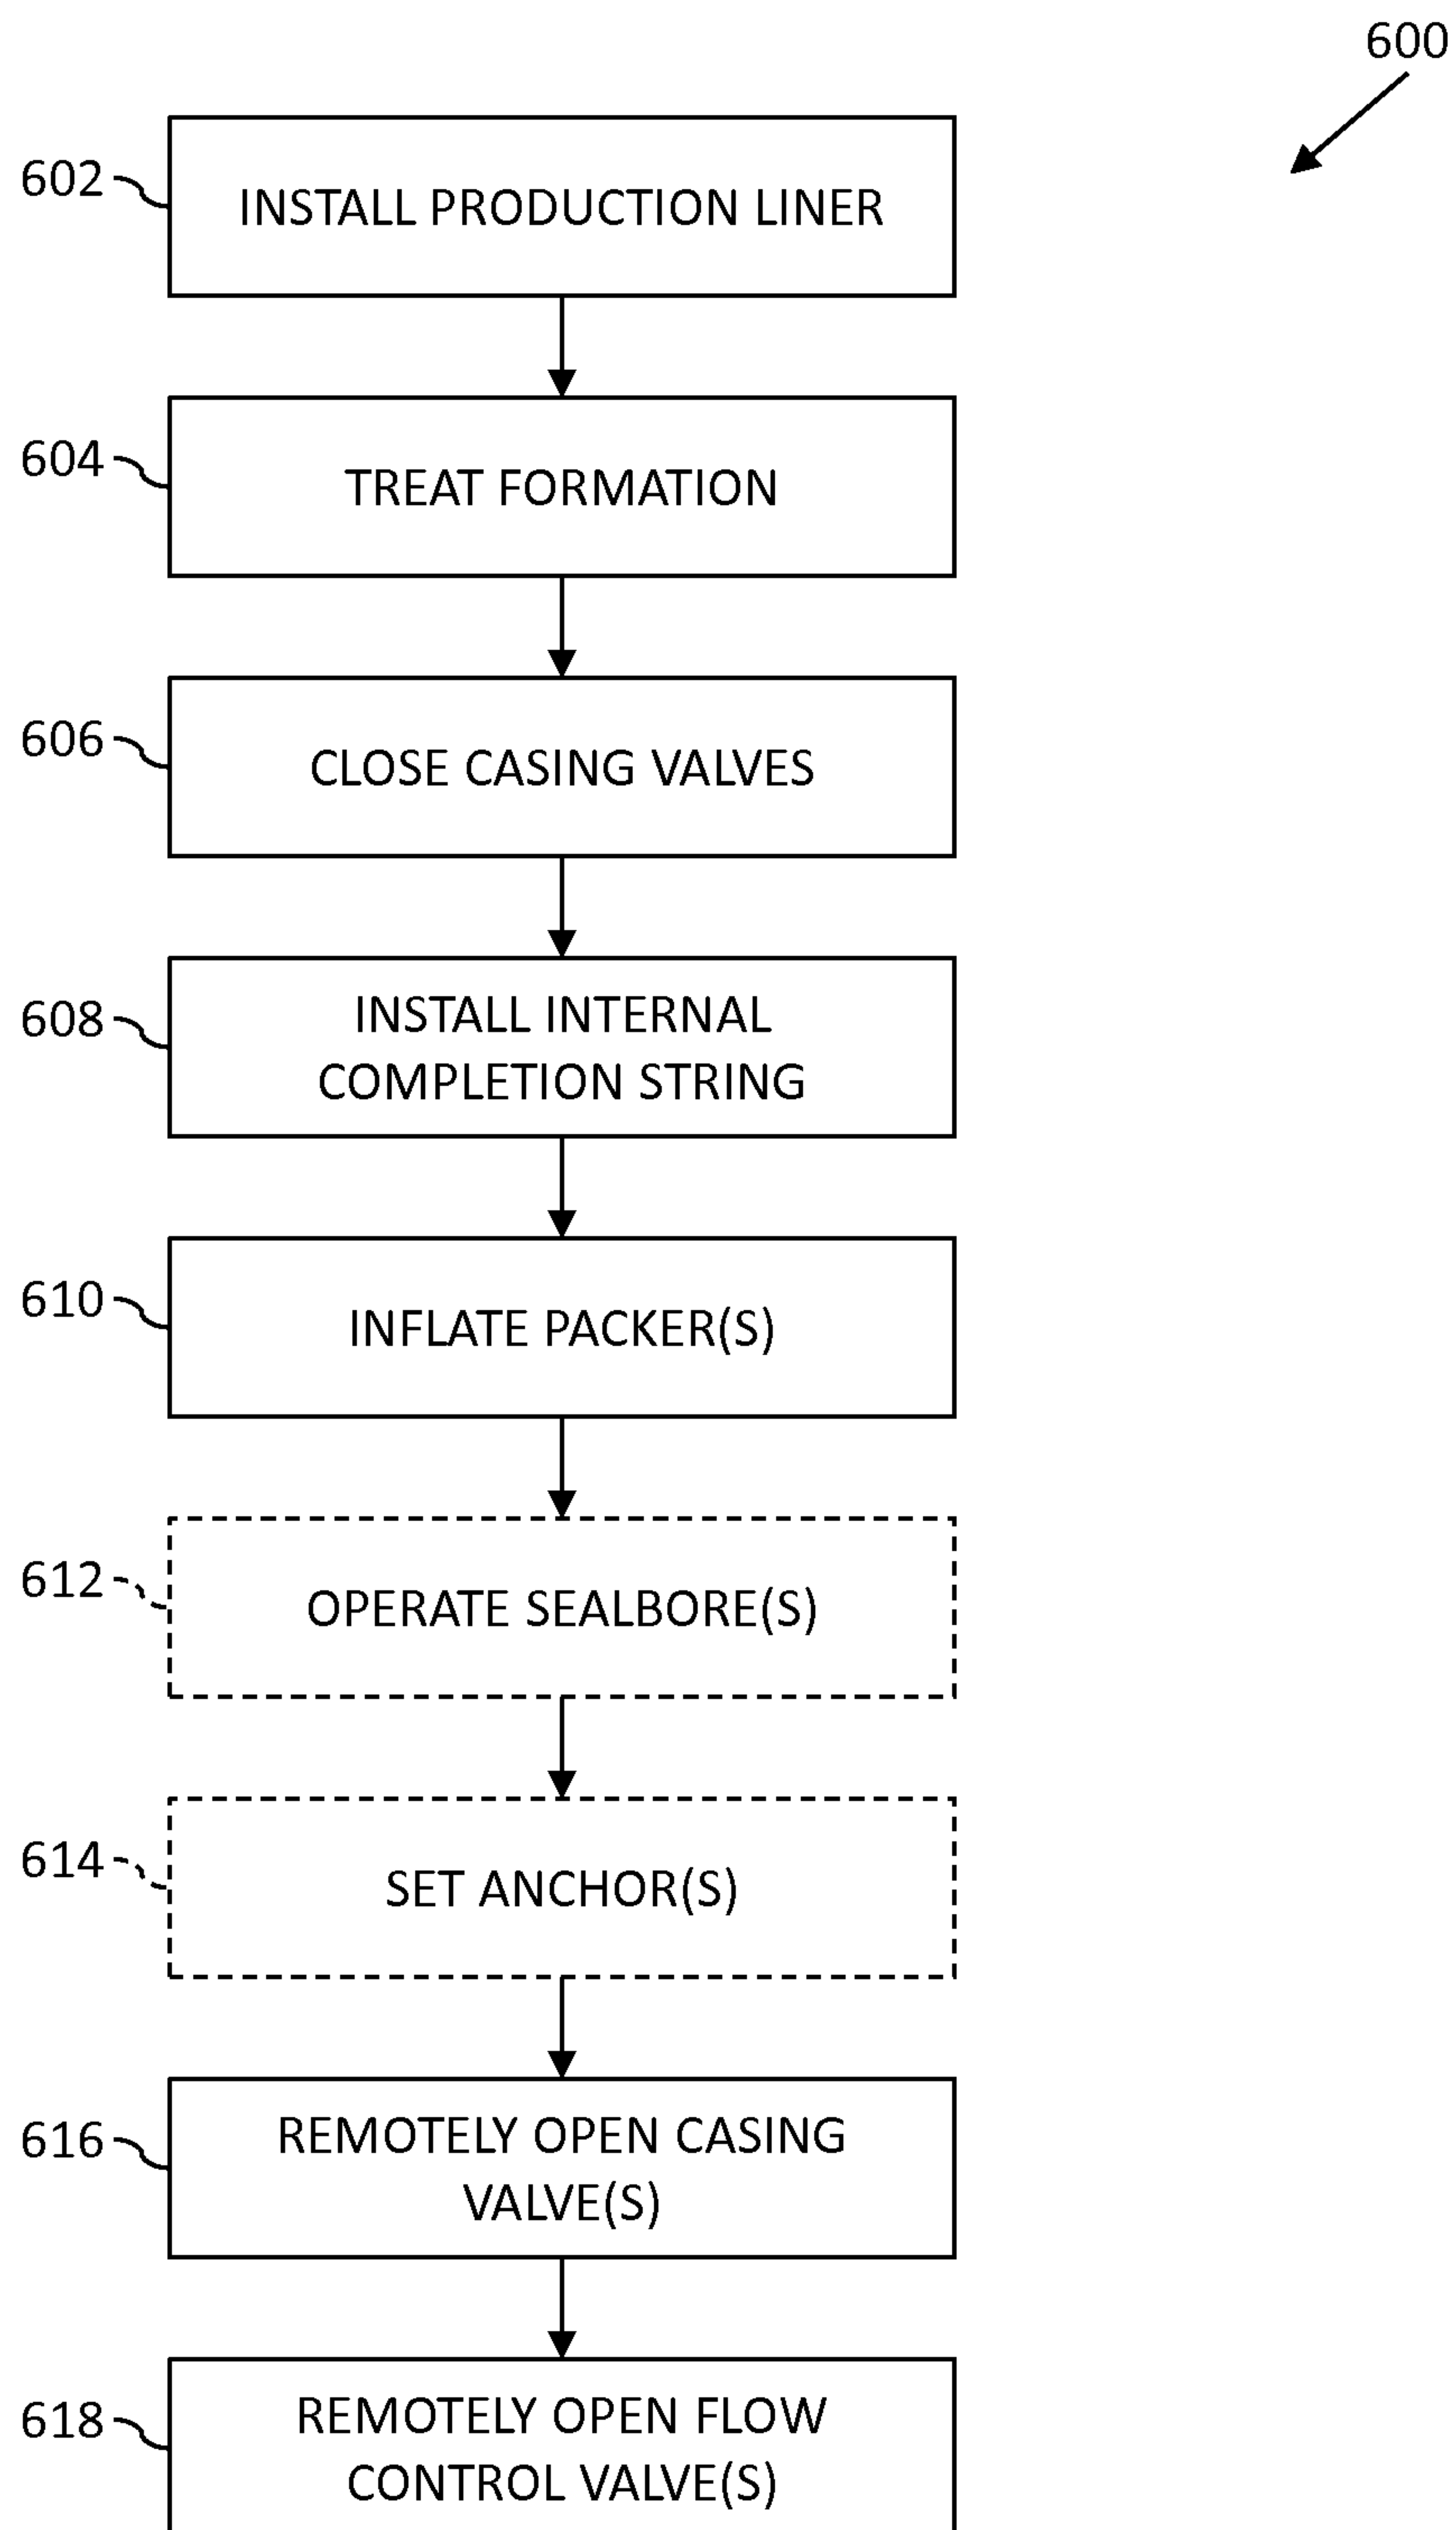 600
602
INSTALL PRODUCTION LINER
604
TREAT FORMATION
606
CLOSE CASING VALVES
608
INSTALL INTERNAL
COMPLETION STRING
610
INFLATE PACKER(S)
612
OPERATE SEALBORE(S)
614
SET ANCHOR(S)
616
REMOTELY OPEN CASING
VALVE(S)
618
REMOTELY OPEN FLOW
CONTROL VALVE(S)